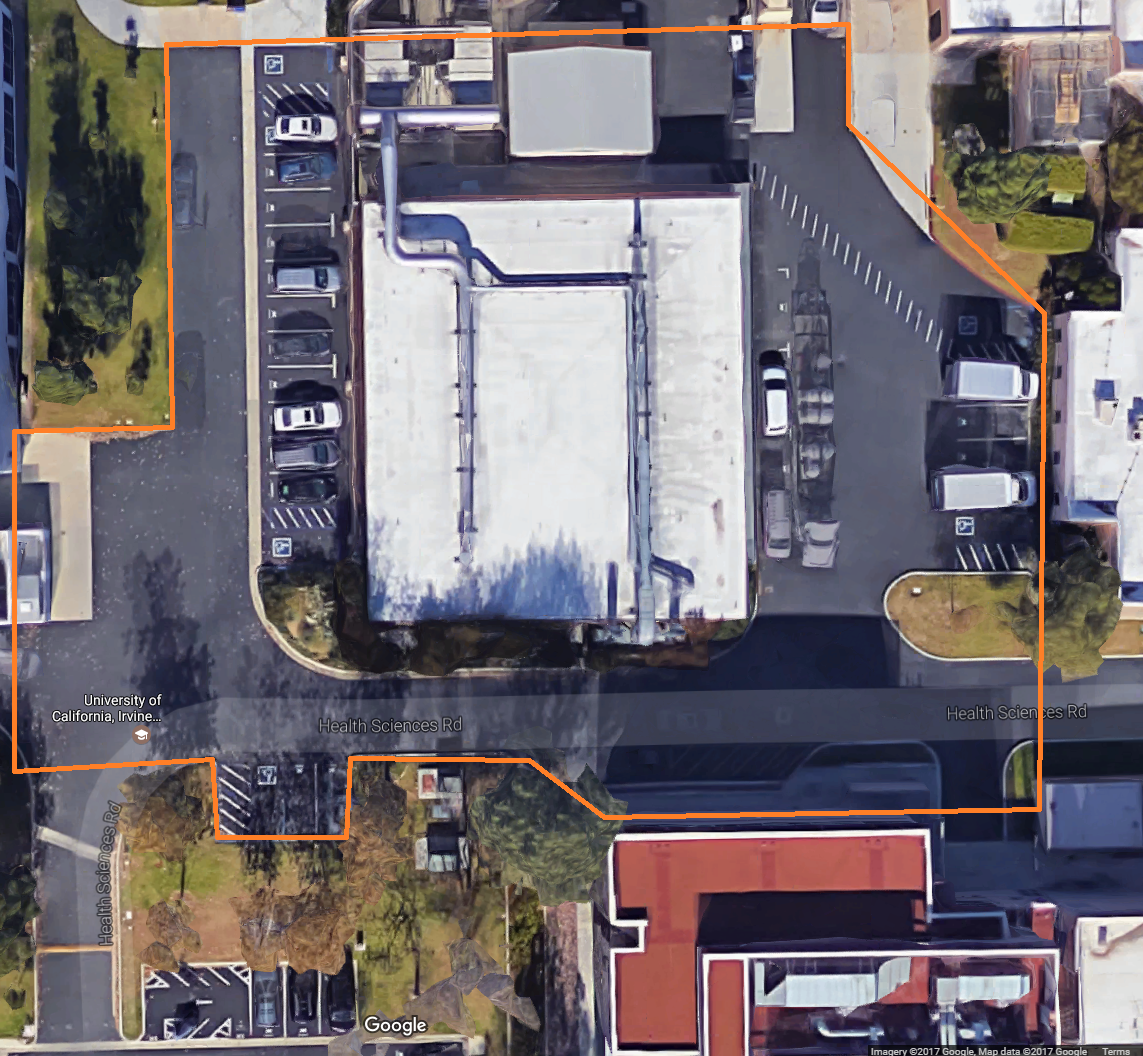 University of
California, Irvine...
Health Sciences Rd
Health Sciences Rd
Health Sciences Rd
Google
Imagery ©2017 Google, Map data ©2017 Google Terms